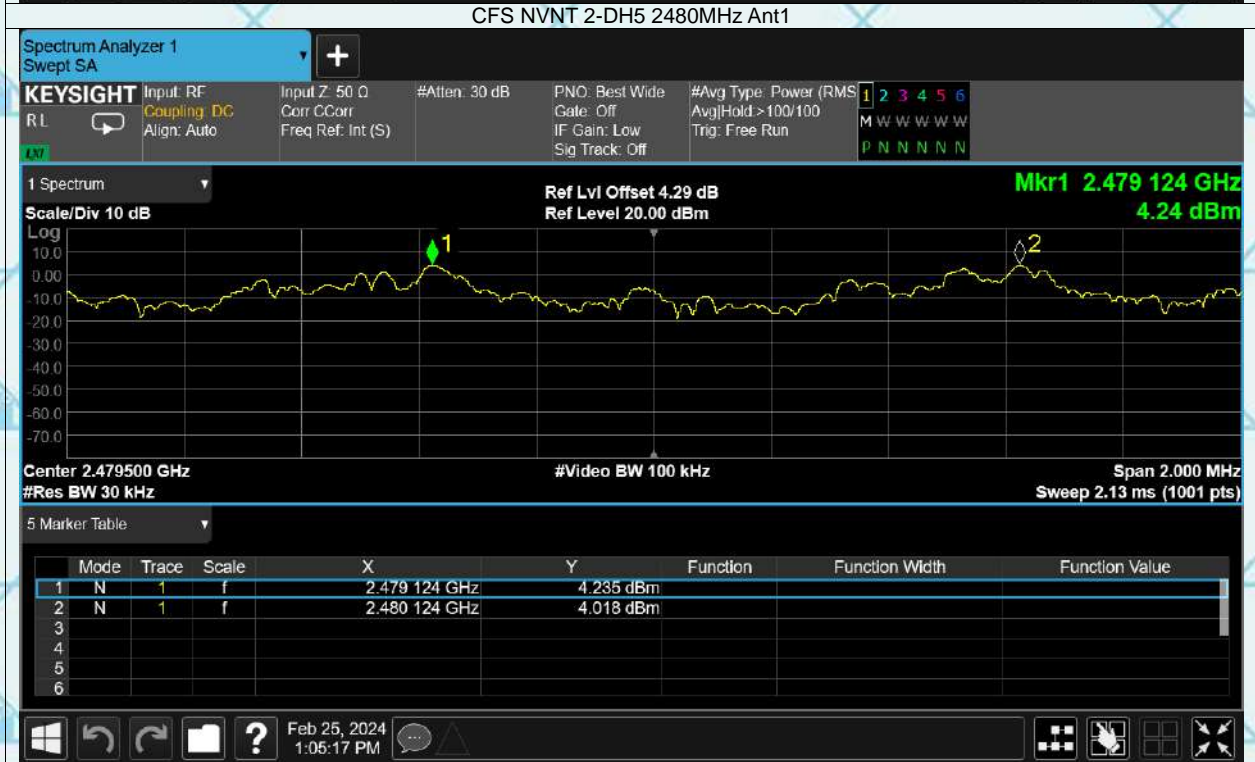 CFS NVNT 2-DH5 2480MHz Ant1
Spectrum Analyzer 1
Swept SA
+
KEYSIGHT Input: RF Input Z: 50 Ω #Atten: 30 dB PNO: Best Wide #Avg Type: Power (RMS 1 2 3 4 5 6
RL Coupling: DC Corr CCorr Gate: Off Avg|Hold:>100/100 M W W W W W
Align: Auto Freq Ref: Int (S) IF Gain: Low Trig: Free Run
LXI Sig Track: Off P N N N N N
1 Spectrum Ref Lvl Offset 4.29 dB Mkr1 2.479 124 GHz
Scale/Div 10 dB Ref Level 20.00 dBm 4.24 dBm
Log
1 2
10.0
0.00
-10.0
-20.0
-30.0
-40.0
-50.0
-60.0
-70.0
Center 2.479500 GHz #Video BW 100 kHz Span 2.000 MHz
#Res BW 30 kHz Sweep 2.13 ms (1001 pts)
5 Marker Table
Mode Trace Scale X Y Function Function Width Function Value
1 N 1 f 2.479 124 GHz 4.235 dBm
2 N 1 f 2.480 124 GHz 4.018 dBm
3
4
5
6
? Feb 25, 2024
1:05:17 PM